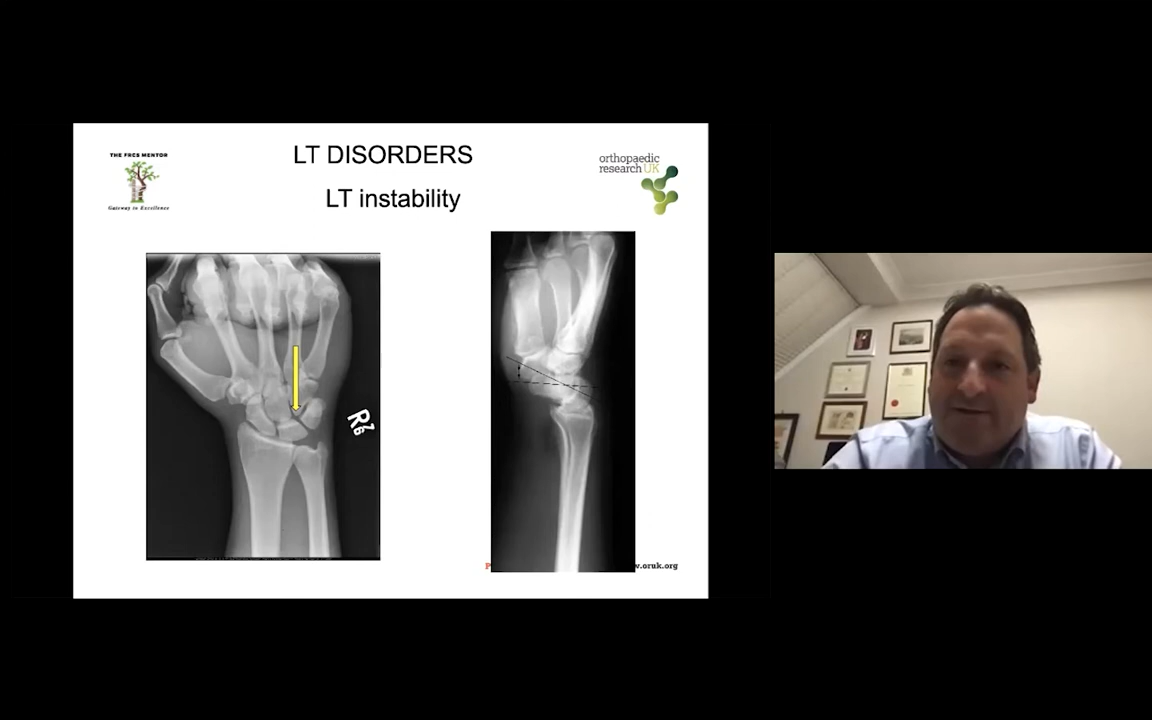 THE FRCS MENTOR
Gateway to Excellence
LT DISORDERS
LT instability
orthopaedic
research UK
R
.oruk.org